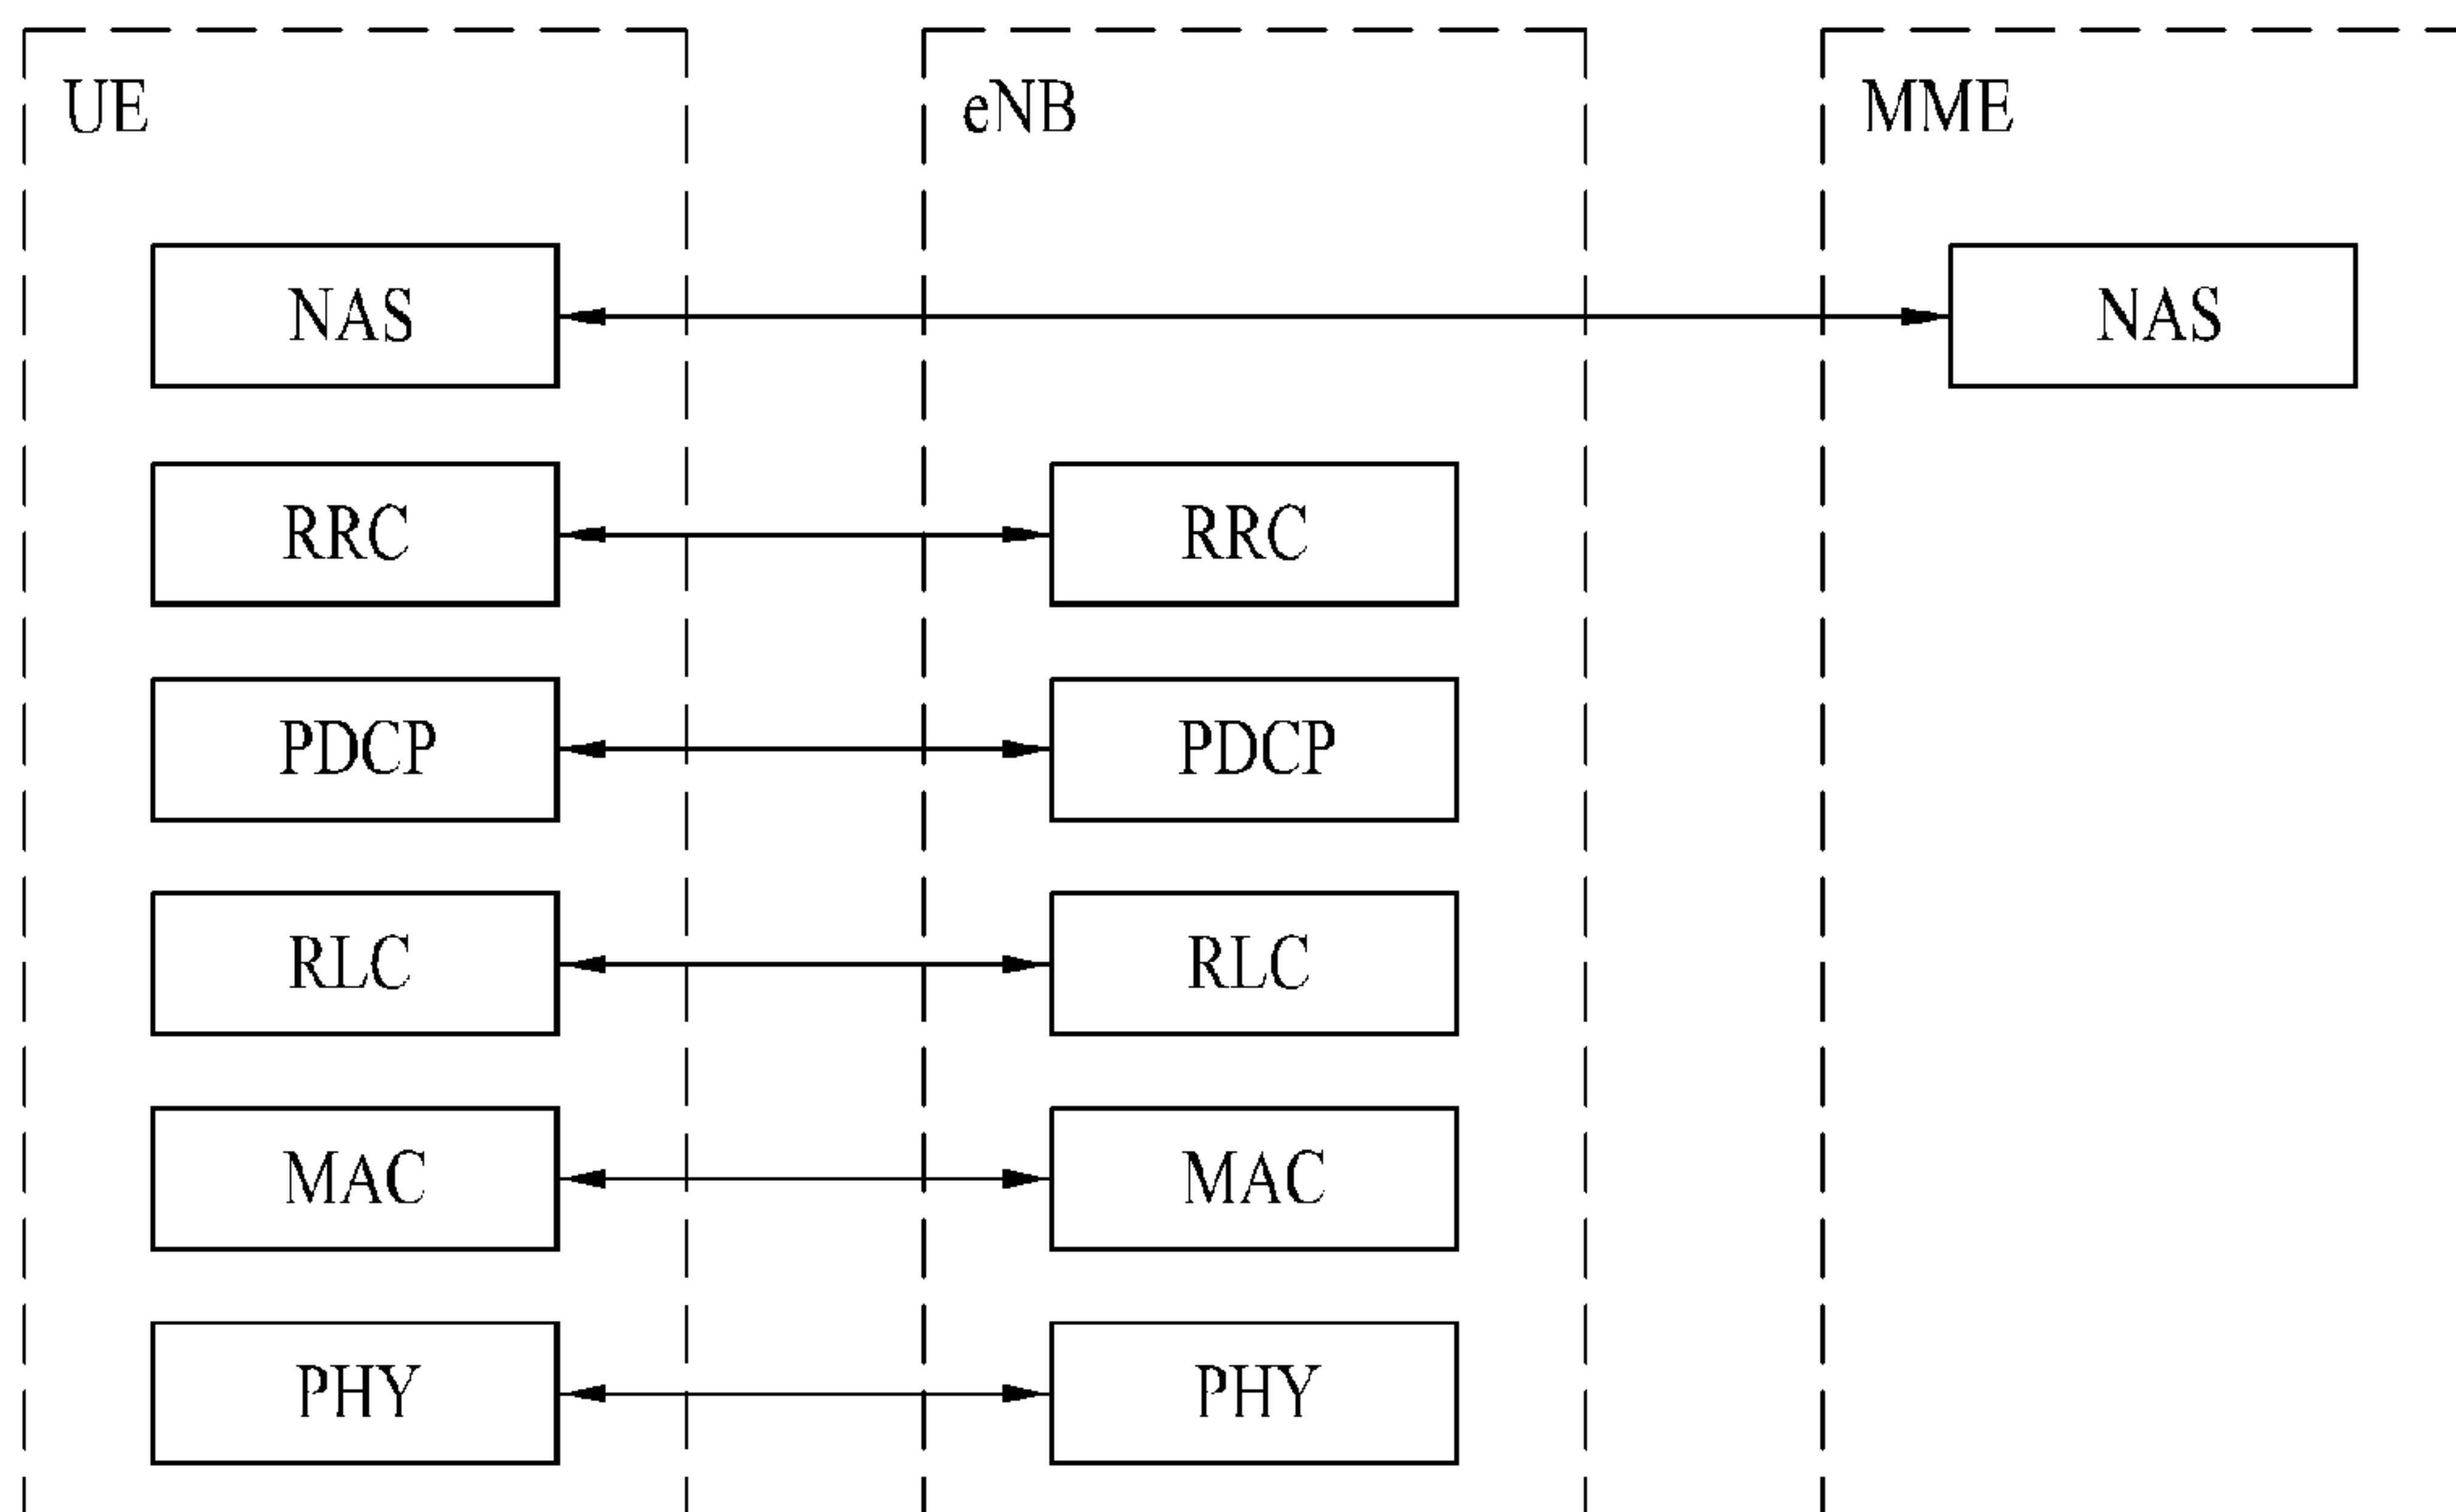 UE eNB MME
NAS NAS
RRC RRC
PDCP PDCP
RLC RLC
MAC MAC
PHY PHY